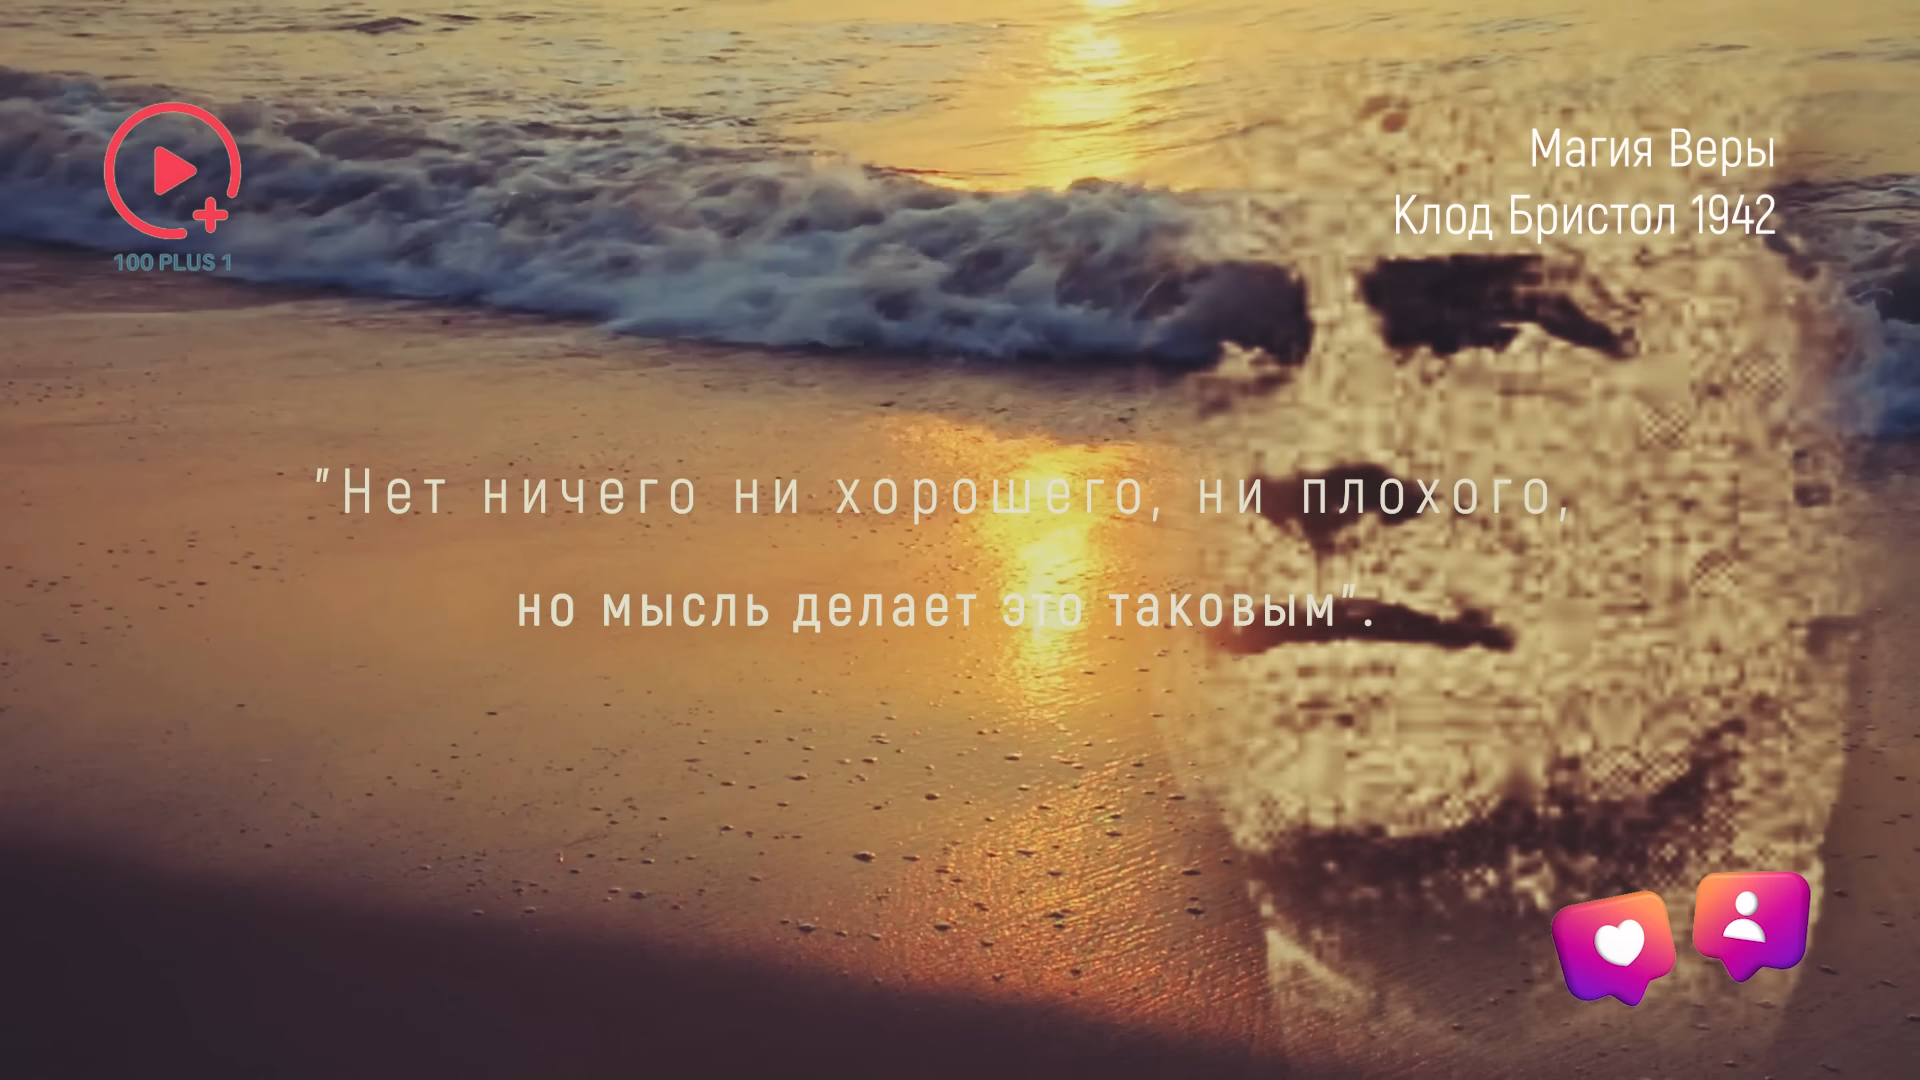 100 PLUS 1
Магия Веры
Клод Бристол 1942
"Нет ничего ни хорошего, ни плохого,
но мысль делает это таковым".